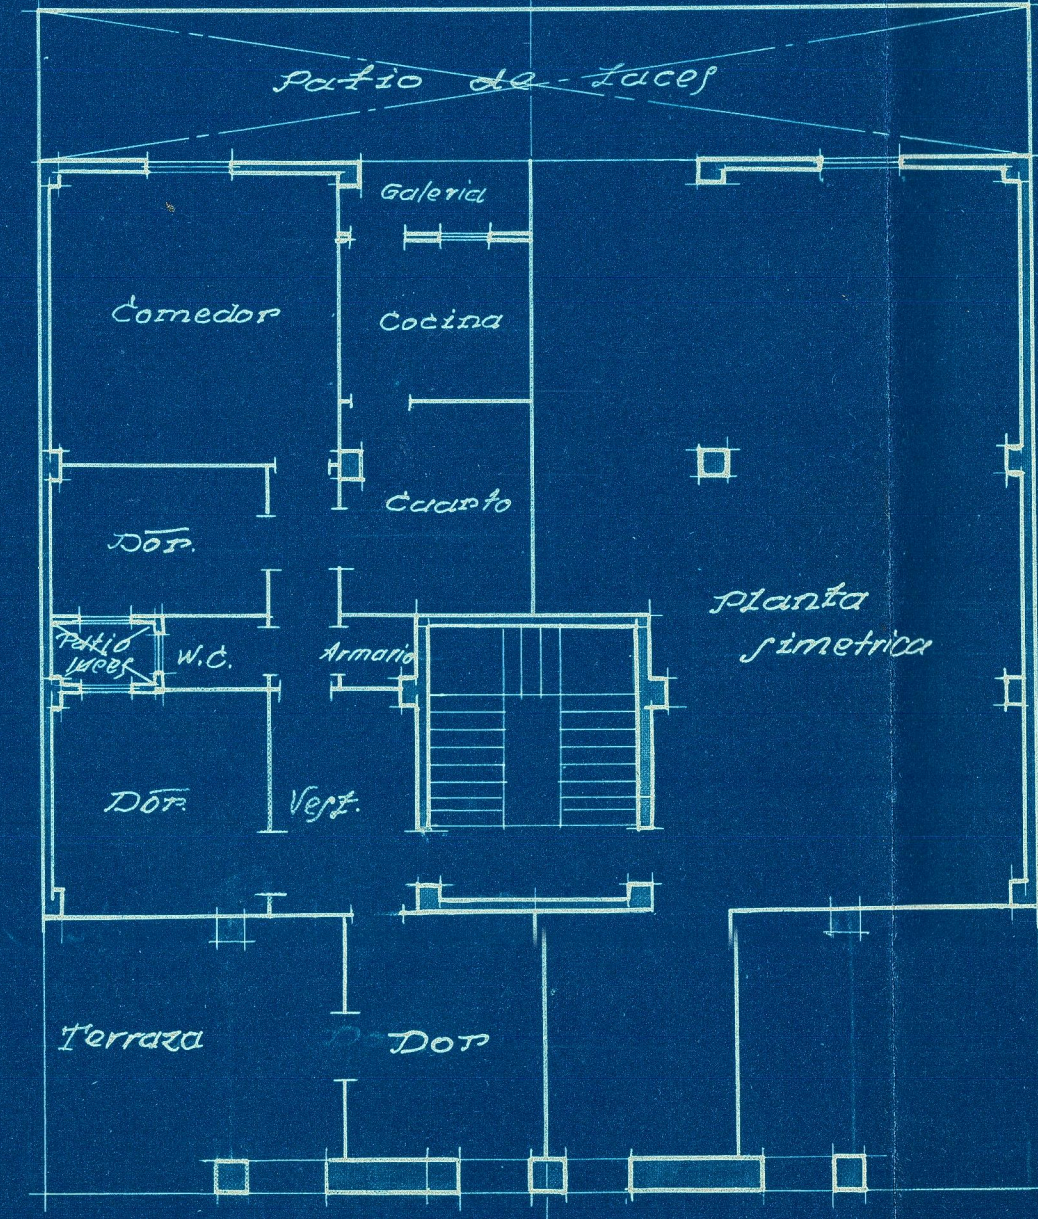 Patio de luces
Galeria
Comedor
Cocina
Cuarto
Dor.
Planta
simetrica
Patio
luces
W.C.
Armario
Dor.
Vest.
Terraza
Dor